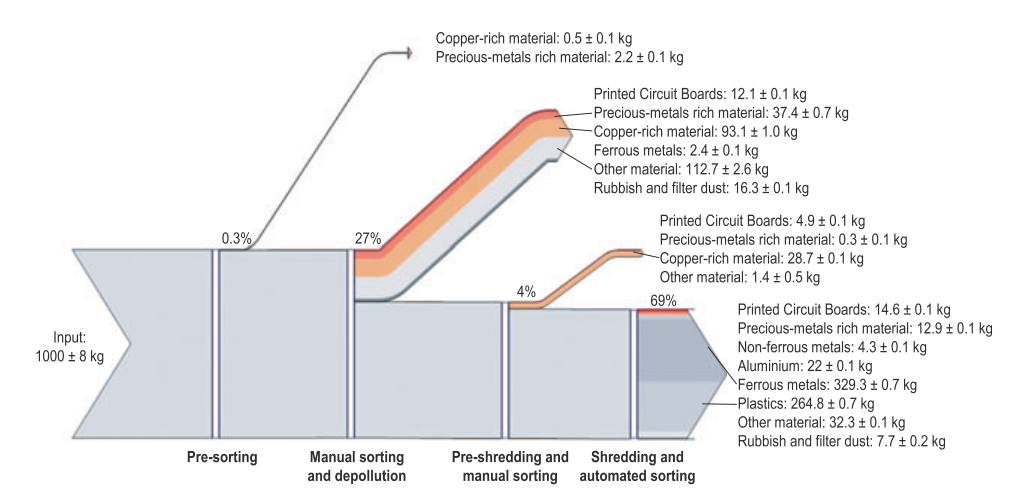 Copper-rich material: 0.5 ± 0.1 kg
Precious-metals rich material: 2.2 ± 0.1 kg
Printed Circuit Boards: 12.1 ± 0.1 kg
Precious-metals rich material: 37.4 ± 0.7 kg
Copper-rich material: 93.1 ± 1.0 kg
Ferrous metals: 2.4 ± 0.1 kg
Other material: 112.7 ± 2.6 kg
Rubbish and filter dust: 16.3 ± 0.1 kg
Printed Circuit Boards: 4.9 ± 0.1 kg
Precious-metals rich material: 0.3 ± 0.1 kg
Copper-rich material: 28.7 ± 0.1 kg
Other material: 1.4 ± 0.5 kg
0.3%
27%
4%
69%
Printed Circuit Boards: 14.6 ± 0.1 kg
Precious-metals rich material: 12.9 ± 0.1 kg
Non-ferrous metals: 4.3 ± 0.1 kg
Aluminium: 22 ± 0.1 kg
Ferrous metals: 329.3 ± 0.7 kg
Plastics: 264.8 ± 0.7 kg
Other material: 32.3 ± 0.1 kg
Rubbish and filter dust: 7.7 ± 0.2 kg
Input:
1000 ± 8 kg
Pre-sorting
Manual sorting
and depollution
Pre-shredding and
manual sorting
Shredding and
automated sorting